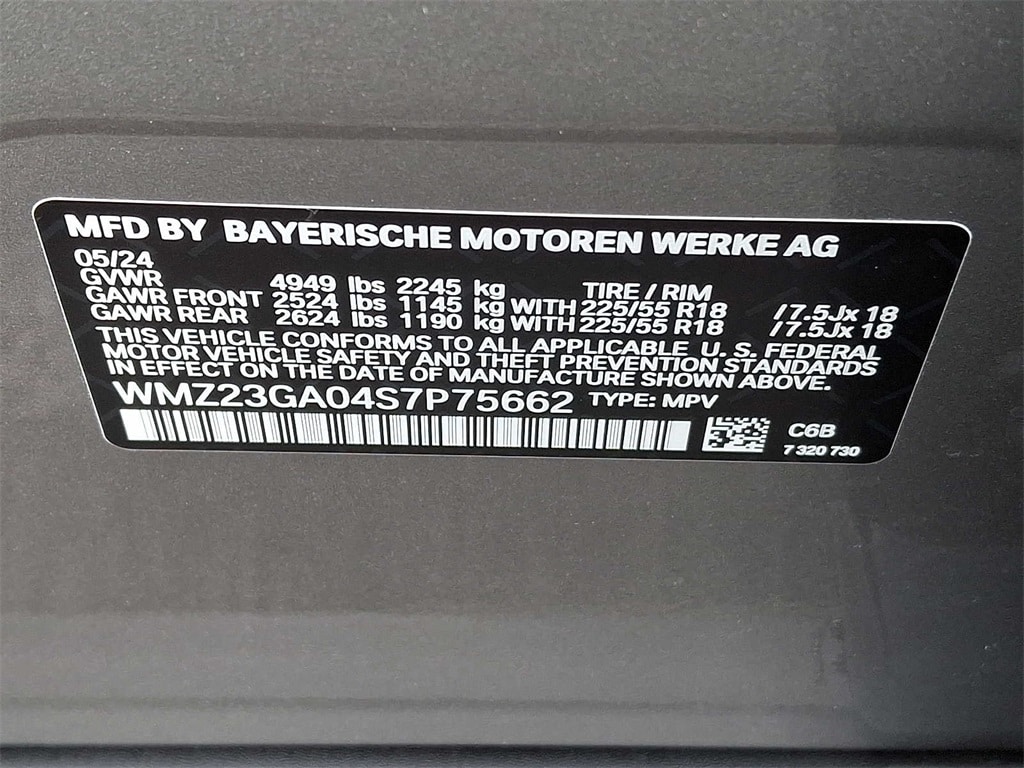 MFD BY BAYERISCHE MOTOREN WERKE AG
05/24
GVWR 4949 lbs 2245 kg TIRE / RIM
GAWR FRONT 2524 lbs 1145 kg WITH 225/55 R18 /7.5Jx 18
GAWR REAR 2624 lbs 1190 kg WITH 225/55 R18 /7.5Jx 18
THIS VEHICLE CONFORMS TO ALL APPLICABLE U. S. FEDERAL
MOTOR VEHICLE SAFETY AND THEFT PREVENTION STANDARDS
IN EFFECT ON THE DATE OF MANUFACTURE SHOWN ABOVE.
WMZ23GA04S7P75662 TYPE: MPV
C6B
7 320 730